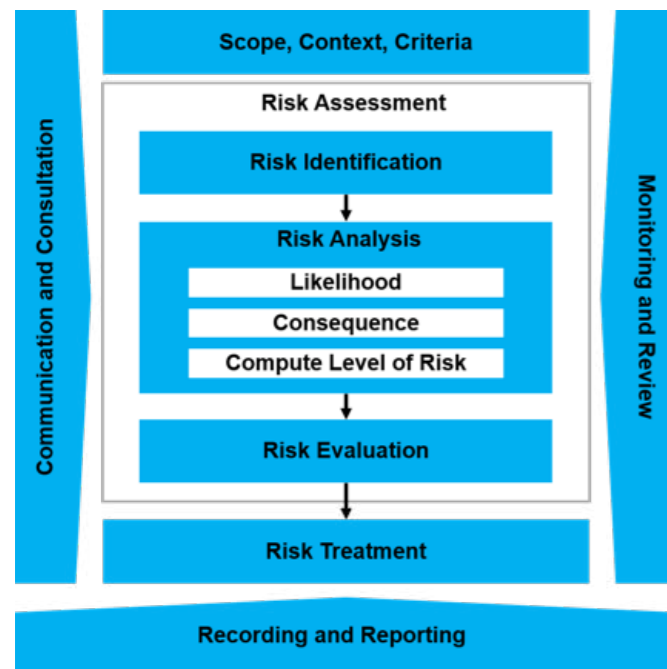 Scope, Context, Criteria
Risk Assessment
Risk Identification
Risk Analysis
Likelihood
Consequence
Compute Level of Risk
Risk Evaluation
Risk Treatment
Communication and Consultation
Monitoring and Review
Recording and Reporting